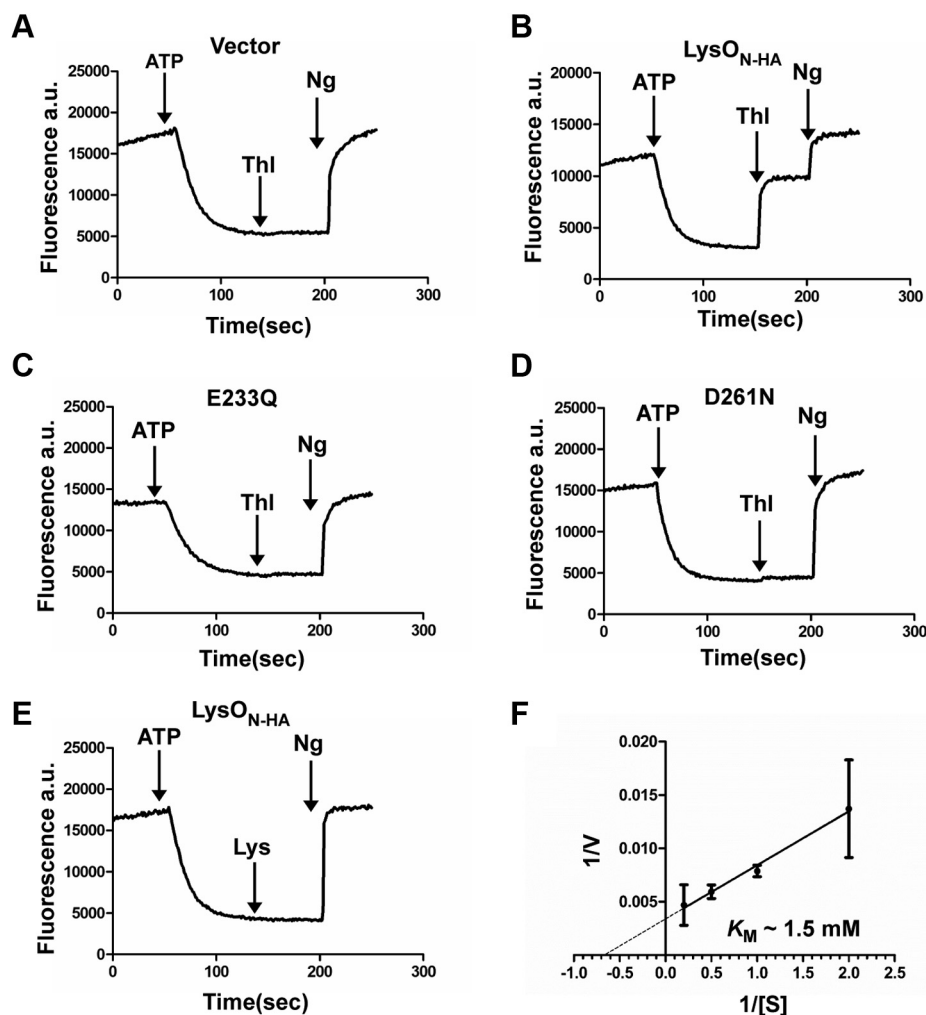 A
Vector
ATP
Thl
Ng
25000
20000
15000
10000
5000
0
Fluorescence a.u.
0
100
200
300
Time(sec)
B
LysO N-HA
ATP
Thl
Ng
20000
15000
10000
5000
0
Fluorescence a.u.
0
100
200
300
Time(sec)
C
E233Q
ATP
Thl
Ng
25000
20000
15000
10000
5000
0
Fluorescence a.u.
0
100
200
300
Time(sec)
D
D261N
ATP
Thl
Ng
25000
20000
15000
10000
5000
0
Fluorescence a.u.
0
100
200
300
Time(sec)
E
LysO N-HA
ATP
Lys
Ng
25000
20000
15000
10000
5000
0
Fluorescence a.u.
0
100
200
300
Time(sec)
F
0.020
0.015
0.010
0.005
1/V
KM ~ 1.5 mM
-1.0
-0.5
0.0
0.5
1.0
1.5
2.0
2.5
1/[S]